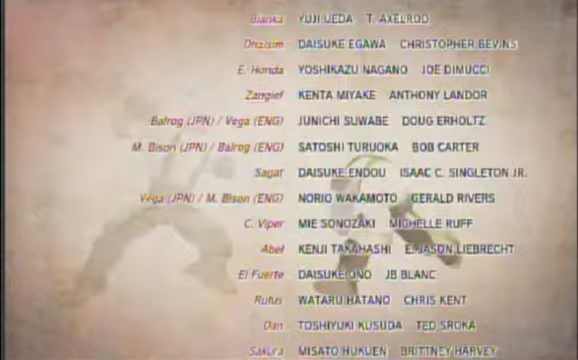 Blanka YUJI UEDA T. AXELROD
Dhalsim DAISUKE EGAWA CHRISTOPHER BEVINS
E. Honda YOSHIKAZU NAGANO JOE DIMUCCI
Zangief KENTA MIYAKE ANTHONY LANDOR
Balrog (JPN) / Vega (ENG) JUNICHI SUWABE DOUG ERHOLTZ
M. Bison (JPN) / Balrog (ENG) SATOSHI TURUOKA BOB CARTER
Sagat DAISUKE ENDOU ISAAC C. SINGLETON JR.
Vega (JPN) / M. Bison (ENG) NORIO WAKAMOTO GERALD RIVERS
C. Viper MIE SONOZAKI MICHELLE RUFF
Abel KENJI TAKAHASHI E. JASON LIEBRECHT
El Fuerte DAISUKE ONO JB BLANC
Rufus WATARU HATANO CHRIS KENT
Dan TOSHIYUKI KUSUDA TED SROKA
Sakura MISATO HUKUEN BRITTNEY HARVEY